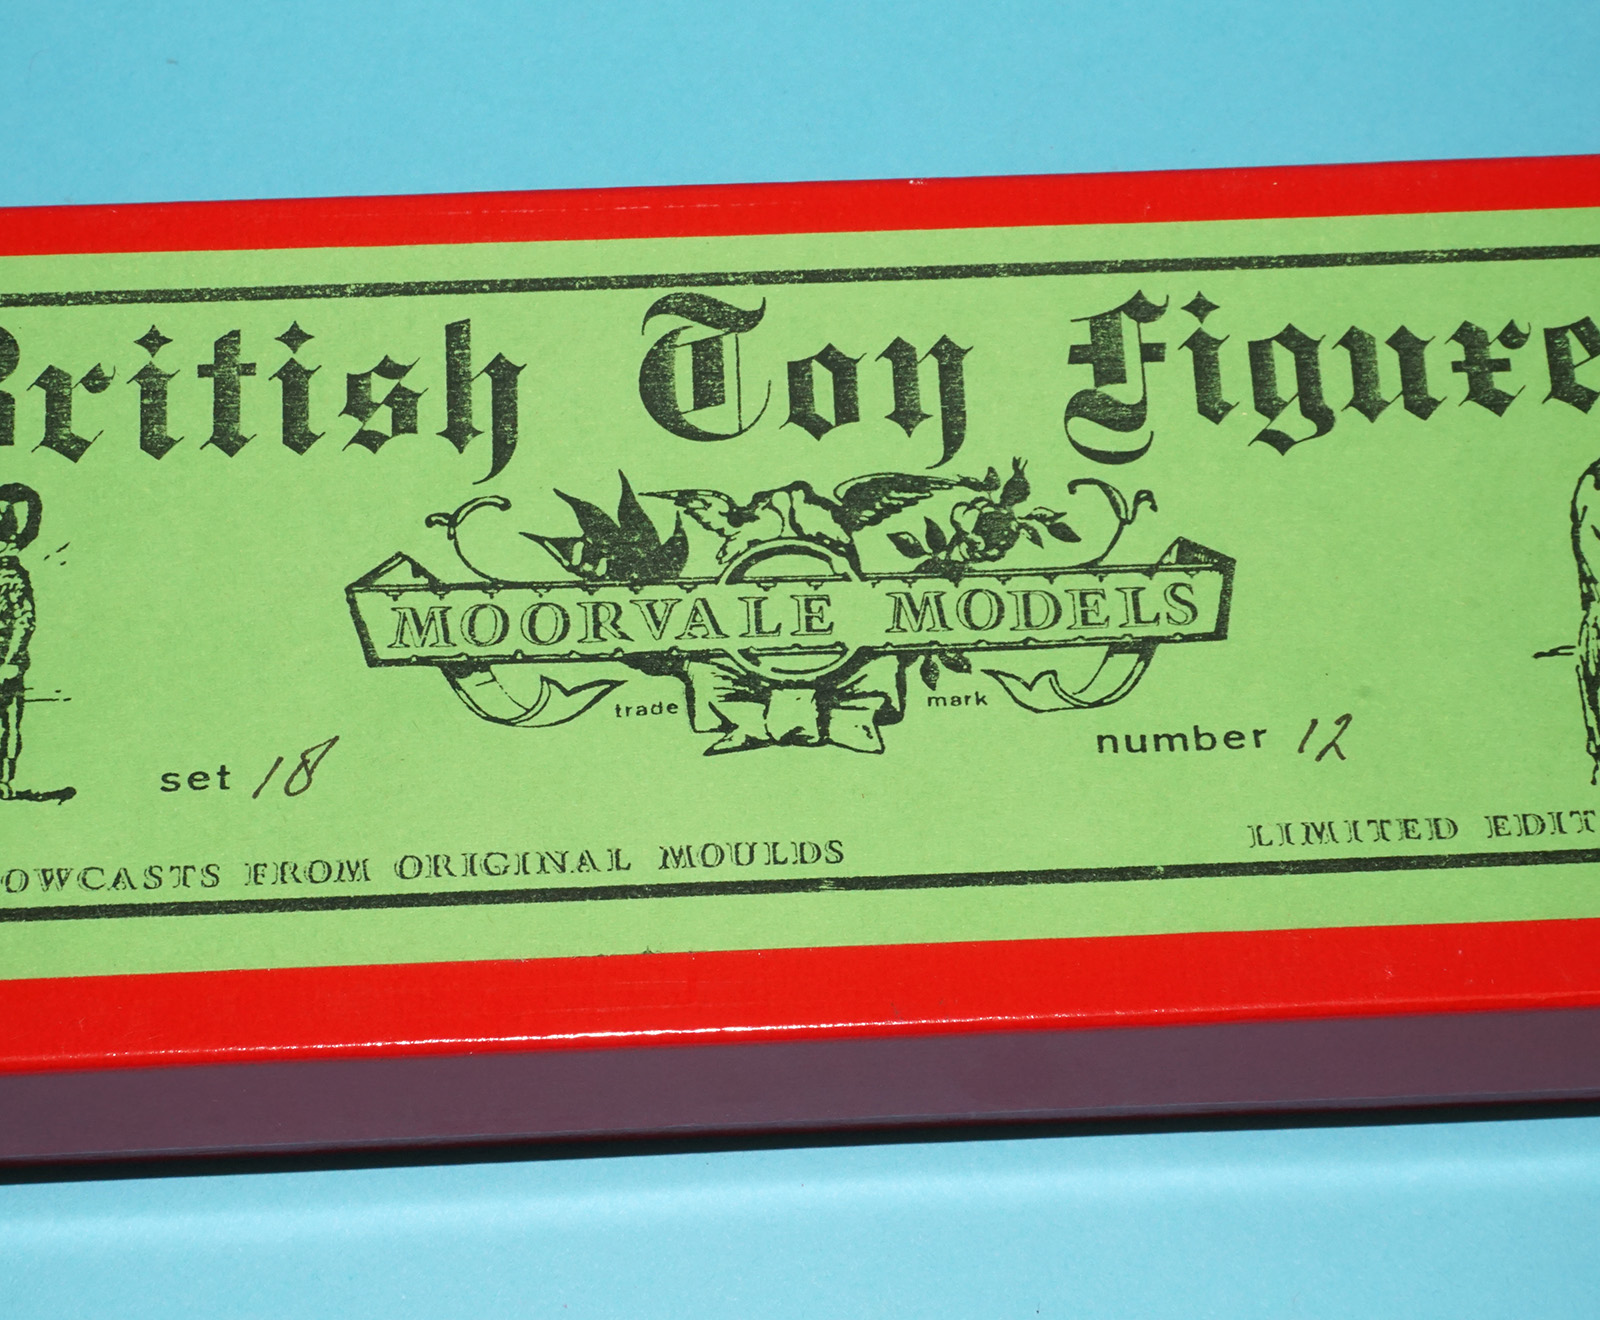 British Toy Figure
MOORVALE MODELS
trade mark
set 18 number 12
OWCASTS FROM ORIGINAL MOULDS LIMITED EDIT